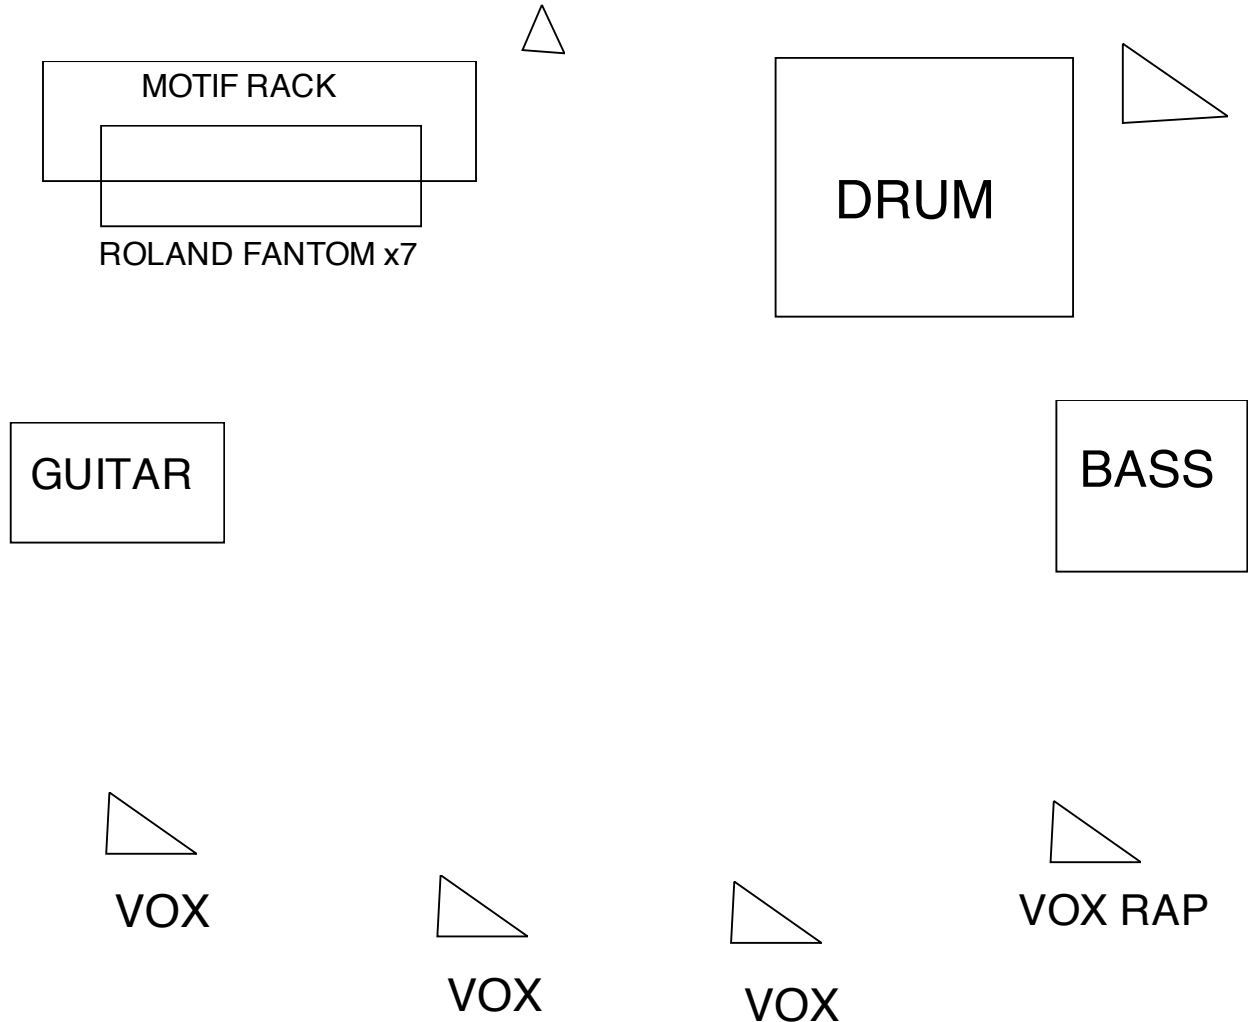 MOTIF RACK
DRUM
ROLAND FANTOM x7
GUITAR
BASS
VOX
VOX
VOX
VOX RAP